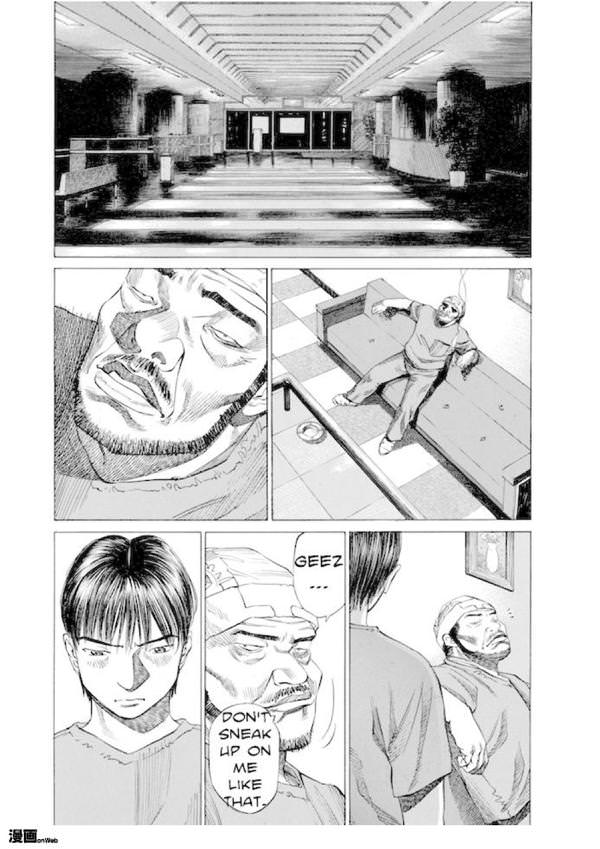 GEEZ
...
DON'T
SNEAK
UP ON
ME
LIKE
THAT..
漫画onWeb